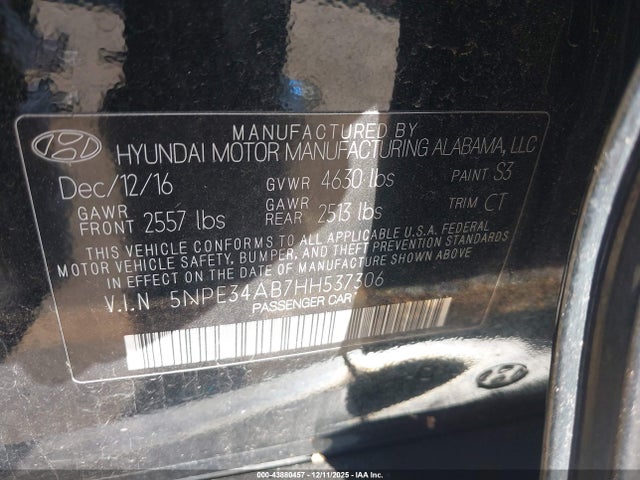 MANUFACTURED BY
HYUNDAI MOTOR MANUFACTURING ALABAMA, LLC
Dec/12/16 GVWR 4630 lbs PAINT S3
GAWR FRONT 2557 lbs GAWR REAR 2513 lbs TRIM CT
THIS VEHICLE CONFORMS TO ALL APPLICABLE U.S.A. FEDERAL
MOTOR VEHICLE SAFETY, BUMPER, AND THEFT PREVENTION STANDARDS
IN EFFECT ON THE DATE OF MANUFACTURE SHOWN ABOVE
V.I.N 5NPE34AB7HH537306
PASSENGER CAR
000-43880457 - 12/11/2025 - IAA Inc.